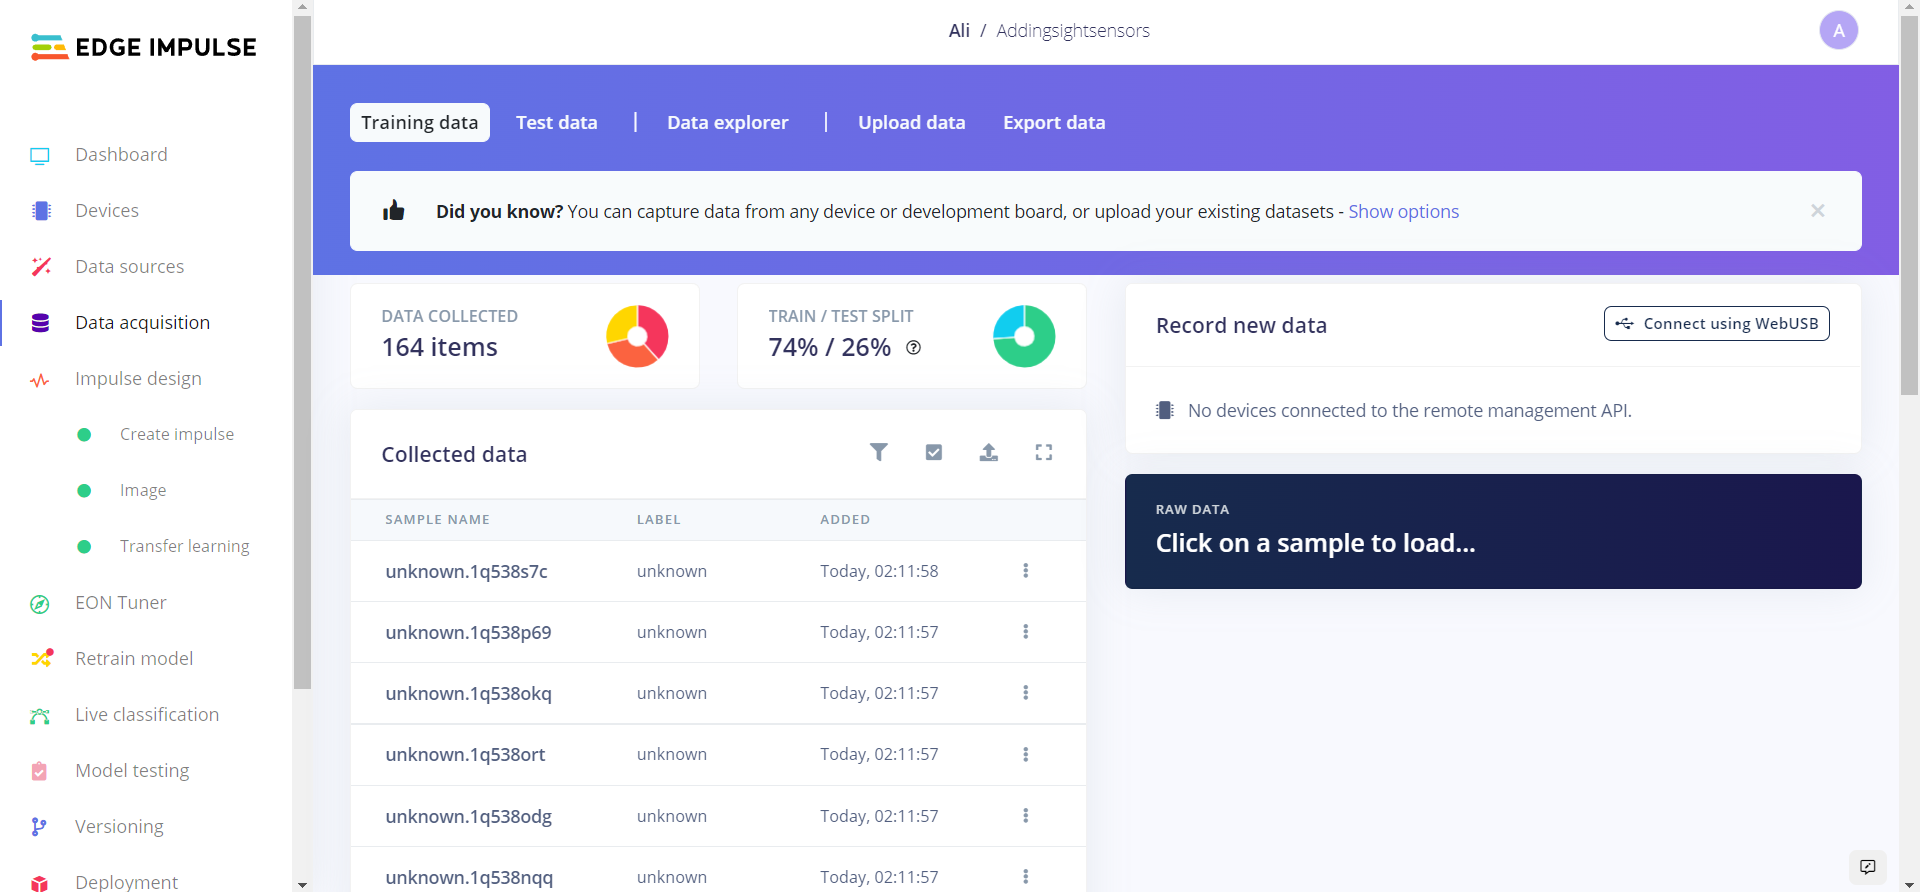 EDGE IMPULSE
Dashboard
Devices
Data sources
Data acquisition
Impulse design
Create impulse
Image
Transfer learning
EON Tuner
Retrain model
Live classification
Model testing
Versioning
Deployment
Ali / Addingsightsensors
A
Training data
Test data | Data explorer | Upload data
Export data
Did you know? You can capture data from any device or development board, or upload your existing datasets - Show options
DATA COLLECTED
164 items
TRAIN / TEST SPLIT
74% / 26%
Collected data
SAMPLE NAME LABEL ADDED
unknown.1q538s7c unknown Today, 02:11:58
unknown.1q538p69 unknown Today, 02:11:57
unknown.1q538okq unknown Today, 02:11:57
unknown.1q538ort unknown Today, 02:11:57
unknown.1q538odg unknown Today, 02:11:57
unknown.1q538nqq unknown Today, 02:11:57
Record new data
Connect using WebUSB
No devices connected to the remote management API.
RAW DATA
Click on a sample to load...